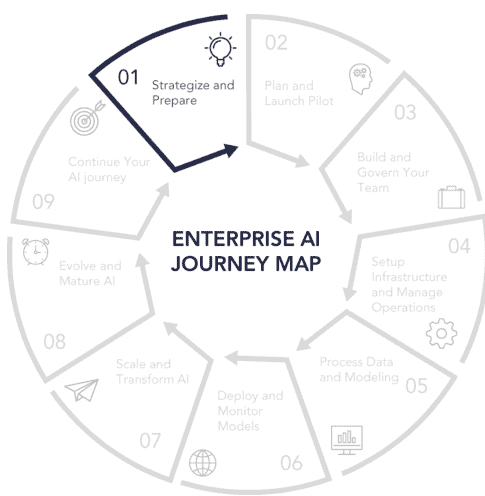 01
Strategize and
Prepare
02
Plan and
Launch Pilot
03
Build and
Govern Your
Team
04
Setup
Infrastructure
and Manage
Operations
Process Data
and Modeling
05
Deploy and
Monitor
Models
06
Scale and
Transform AI
07
Evolve and
Mature AI
08
Continue Your
AI journey
09
ENTERPRISE AI
JOURNEY MAP